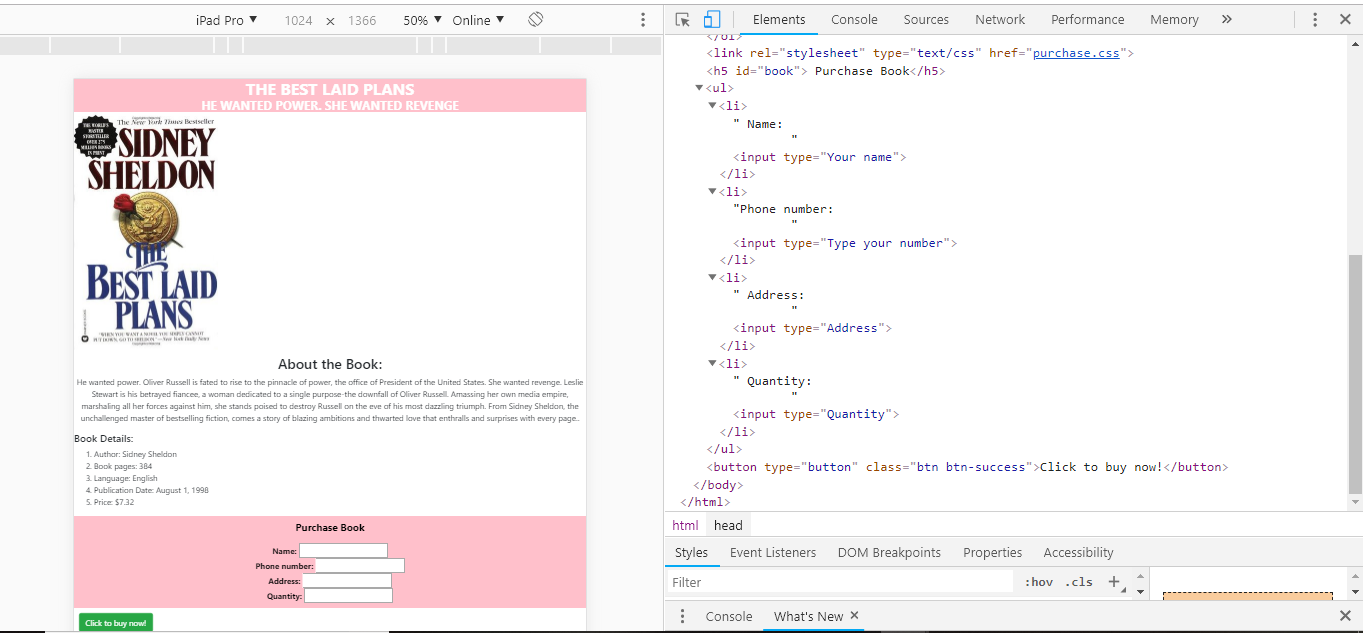 iPad Pro ▼ 1024 × 1366 50% ▼ Online ▼
THE BEST LAID PLANS
HE WANTED POWER. SHE WANTED REVENGE
The New York Times Bestseller
THE WORLD'S
MASTER
STORYTELLER
OVER 275
MILLION BOOKS
IN PRINT
SIDNEY
SHELDON
THE
BEST LAID
PLANS
"WHEN YOU WANT A NOVEL YOU SIMPLY CANNOT
PUT DOWN, GO TO SHELDON." —New York Daily News
About the Book:
He wanted power. Oliver Russell is fated to rise to the pinnacle of power, the office of President of the United States. She wanted revenge. Leslie
Stewart is his betrayed fiancee, a woman dedicated to a single purpose-the downfall of Oliver Russell. Amassing her own media empire,
marshaling all her forces against him, she stands poised to destroy Russell on the eve of his most dazzling triumph. From Sidney Sheldon, the
unchallenged master of bestselling fiction, comes a story of blazing ambitions and thwarted love that enthralls and surprises with every page..
Book Details:
1. Author: Sidney Sheldon
2. Book pages: 384
3. Language: English
4. Publication Date: August 1, 1998
5. Price: $7.32
Purchase Book
Name:
Phone number:
Address:
Quantity:
Click to buy now!
Elements Console Sources Network Performance Memory »
</ol>
<link rel="stylesheet" type="text/css" href="purchase.css">
<h5 id="book"> Purchase Book</h5>
▼<ul>
▼<li>
" Name:
"
<input type="Your name">
</li>
▼<li>
"Phone number:
"
<input type="Type your number">
</li>
▼<li>
" Address:
"
<input type="Address">
</li>
▼<li>
" Quantity:
"
<input type="Quantity">
</li>
</ul>
<button type="button" class="btn btn-success">Click to buy now!</button>
</body>
</html>
html head
Styles Event Listeners DOM Breakpoints Properties Accessibility
Filter :hov .cls +
Console What's New ×